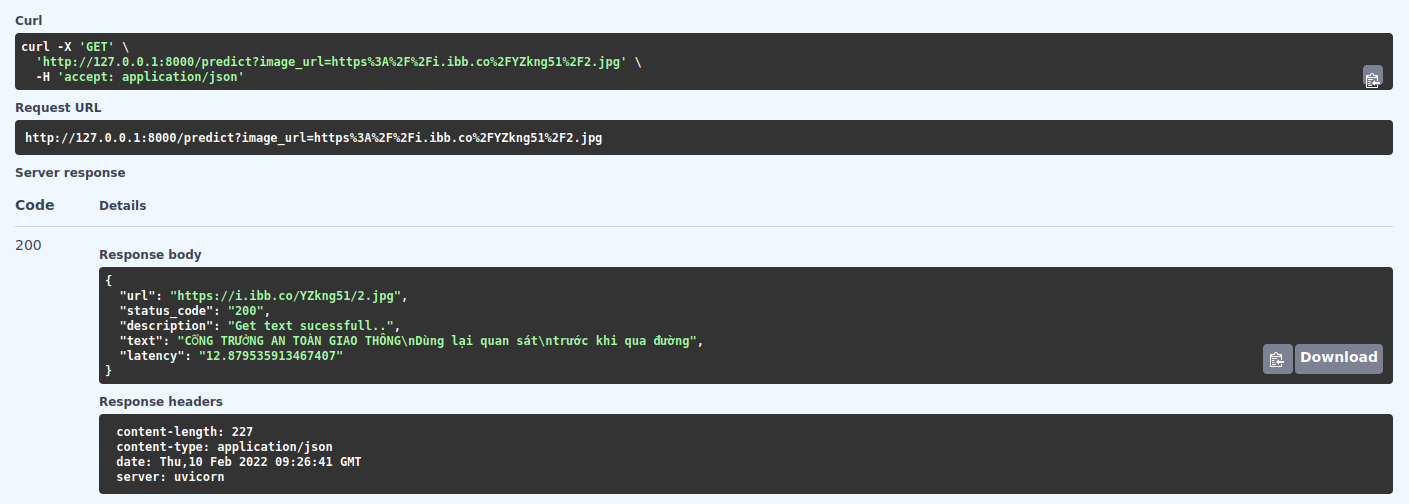 Curl
curl -X 'GET' \
'http://127.0.0.1:8000/predict?image_url=https%3A%2F%2Fi.ibb.co%2FYZkng51%2F2.jpg' \
-H 'accept: application/json'
Request URL
http://127.0.0.1:8000/predict?image_url=https%3A%2F%2Fi.ibb.co%2FYZkng51%2F2.jpg
Server response
Code Details
200
Response body
{
"url": "https://i.ibb.co/YZkng51/2.jpg",
"status_code": "200",
"description": "Get text sucessfull..",
"text": "CỔNG TRƯỜNG AN TOÀN GIAO THÔNG\nDùng lại quan sát\ntrước khi qua đường",
"latency": "12.879535913467407"
}
Download
Response headers
content-length: 227
content-type: application/json
date: Thu,10 Feb 2022 09:26:41 GMT
server: uvicorn